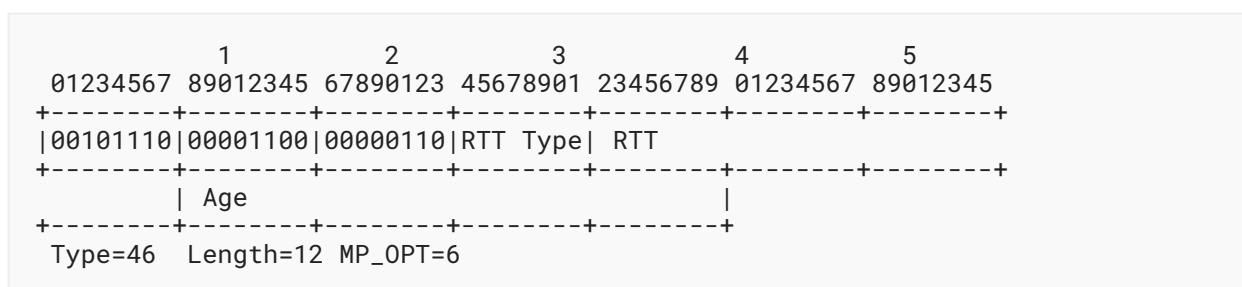 1          2          3          4          5
 01234567 89012345 67890123 45678901 23456789 01234567 89012345
+--------+--------+--------+--------+--------+--------+--------+
|00101110|00001100|00000110|RTT Type| RTT
+--------+--------+--------+--------+--------+--------+--------+
         | Age                               |
+--------+--------+--------+--------+--------+
 Type=46  Length=12 MP_OPT=6